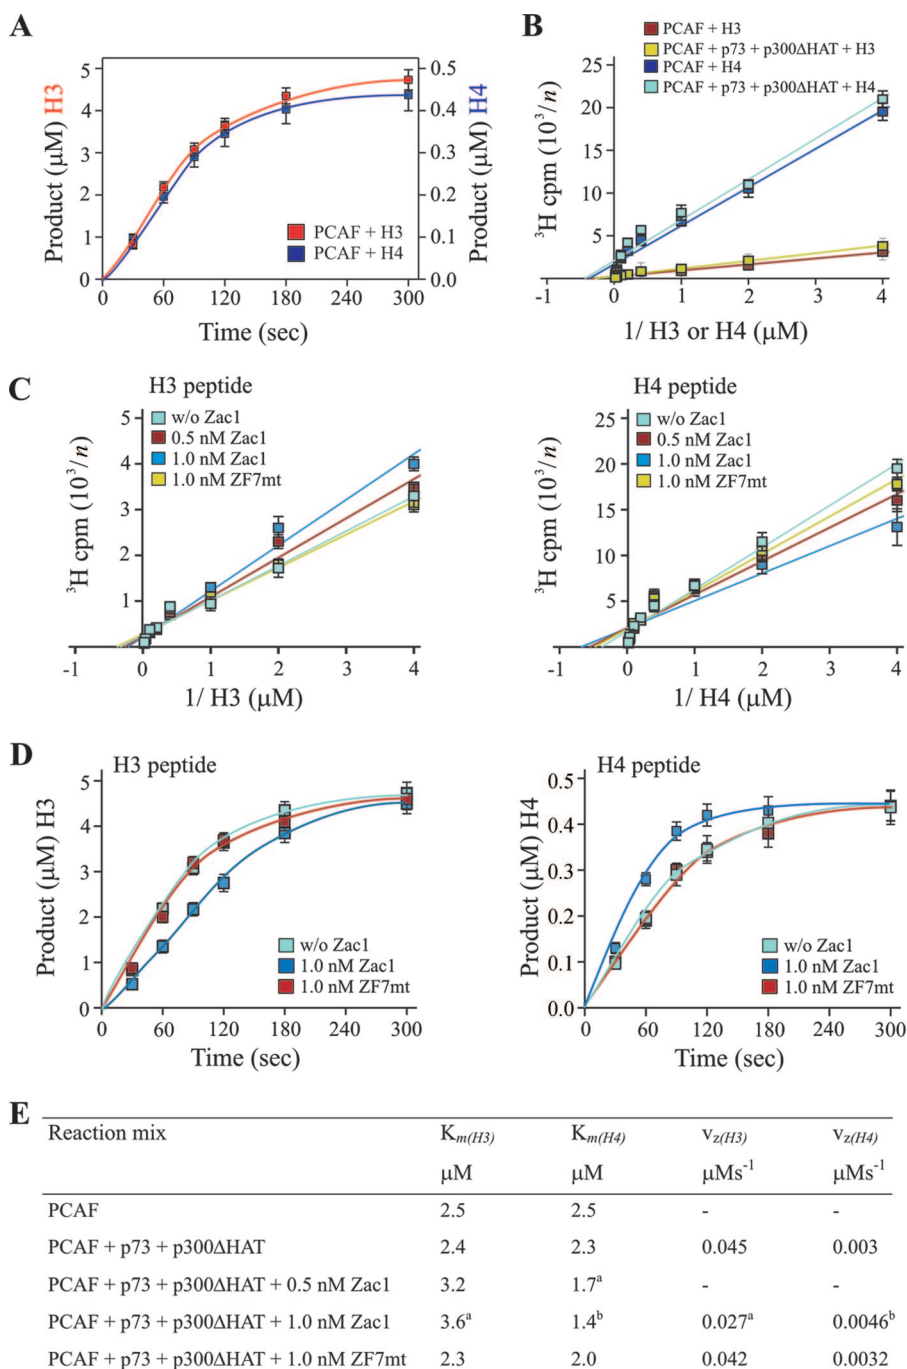 A
Product (µM) H3
5
4
3
2
1
0
0.5
0.4
0.3
0.2
0.1
0.0
Product (µM) H4
PCAF + H3
PCAF + H4
0 60 120 180 240 300
Time (sec)
B
PCAF + H3
PCAF + p73 + p300ΔHAT + H3
PCAF + H4
PCAF + p73 + p300ΔHAT + H4
³H cpm (10³/n)
25
20
15
10
5
-1 0 1 2 3 4
1/ H3 or H4 (µM)
C
H3 peptide
w/o Zac1
0.5 nM Zac1
1.0 nM Zac1
1.0 nM ZF7mt
³H cpm (10³/n)
5
4
3
2
1
-1 0 1 2 3 4
1/ H3 (µM)
H4 peptide
w/o Zac1
0.5 nM Zac1
1.0 nM Zac1
1.0 nM ZF7mt
³H cpm (10³/n)
25
20
15
10
5
-1 0 1 2 3 4
1/ H4 (µM)
D
H3 peptide
Product (µM) H3
5
4
3
2
1
0
w/o Zac1
1.0 nM Zac1
1.0 nM ZF7mt
0 60 120 180 240 300
Time (sec)
H4 peptide
Product (µM) H4
0.5
0.4
0.3
0.2
0.1
0.0
w/o Zac1
1.0 nM Zac1
1.0 nM ZF7mt
0 60 120 180 240 300
Time (sec)
E
Reaction mix Km(H3) Km(H4) vz(H3) vz(H4)
µM µM µMs⁻¹ µMs⁻¹
PCAF 2.5 2.5 - -
PCAF + p73 + p300ΔHAT 2.4 2.3 0.045 0.003
PCAF + p73 + p300ΔHAT + 0.5 nM Zac1 3.2 1.7ᵃ - -
PCAF + p73 + p300ΔHAT + 1.0 nM Zac1 3.6ᵃ 1.4ᵇ 0.027ᵃ 0.0046ᵇ
PCAF + p73 + p300ΔHAT + 1.0 nM ZF7mt 2.3 2.0 0.042 0.0032